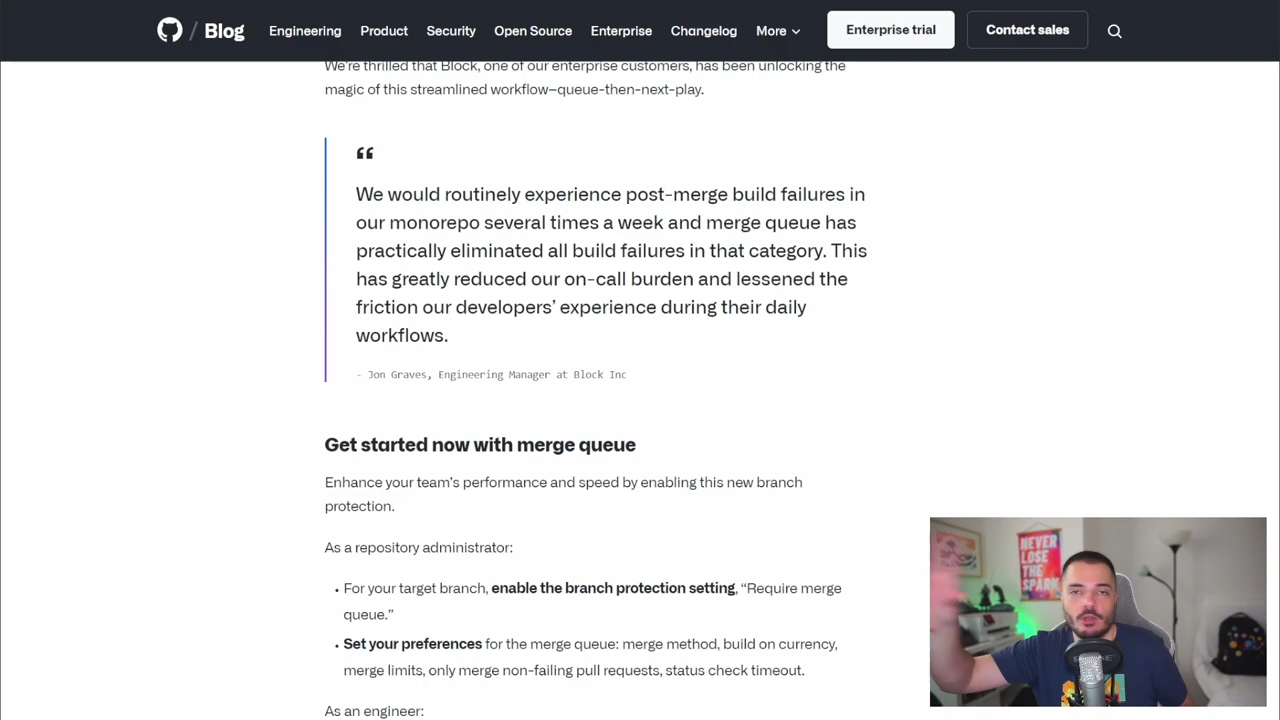 / Blog Engineering Product Security Open Source Enterprise Changelog More Enterprise trial Contact sales
We're thrilled that Block, one of our enterprise customers, has been unlocking the
magic of this streamlined workflow–queue-then-next-play.
“
We would routinely experience post-merge build failures in
our monorepo several times a week and merge queue has
practically eliminated all build failures in that category. This
has greatly reduced our on-call burden and lessened the
friction our developers’ experience during their daily
workflows.
- Jon Graves, Engineering Manager at Block Inc
Get started now with merge queue
Enhance your team’s performance and speed by enabling this new branch
protection.
As a repository administrator:
• For your target branch, enable the branch protection setting, “Require merge
queue.”
• Set your preferences for the merge queue: merge method, build on currency,
merge limits, only merge non-failing pull requests, status check timeout.
As an engineer:
NEVER
LOSE
THE
SPARK